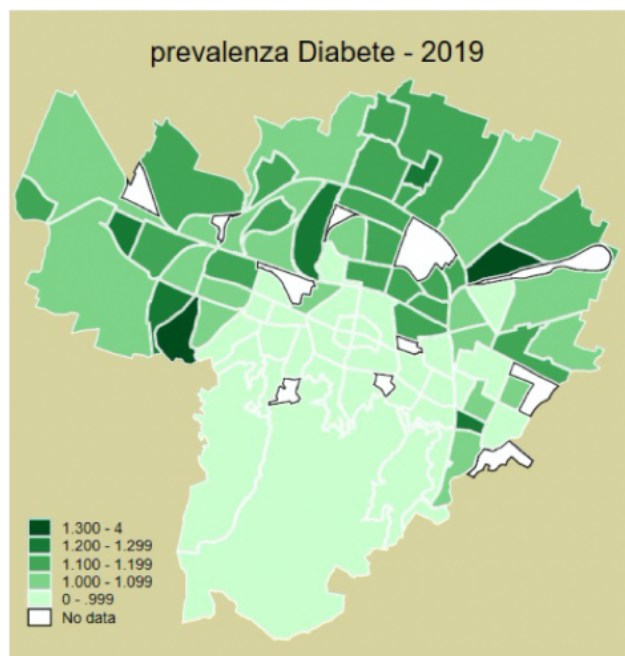 prevalenza Diabete - 2019
1.300 - 4
1.200 - 1.299
1.100 - 1.199
1.000 - 1.099
0 - .999
No data